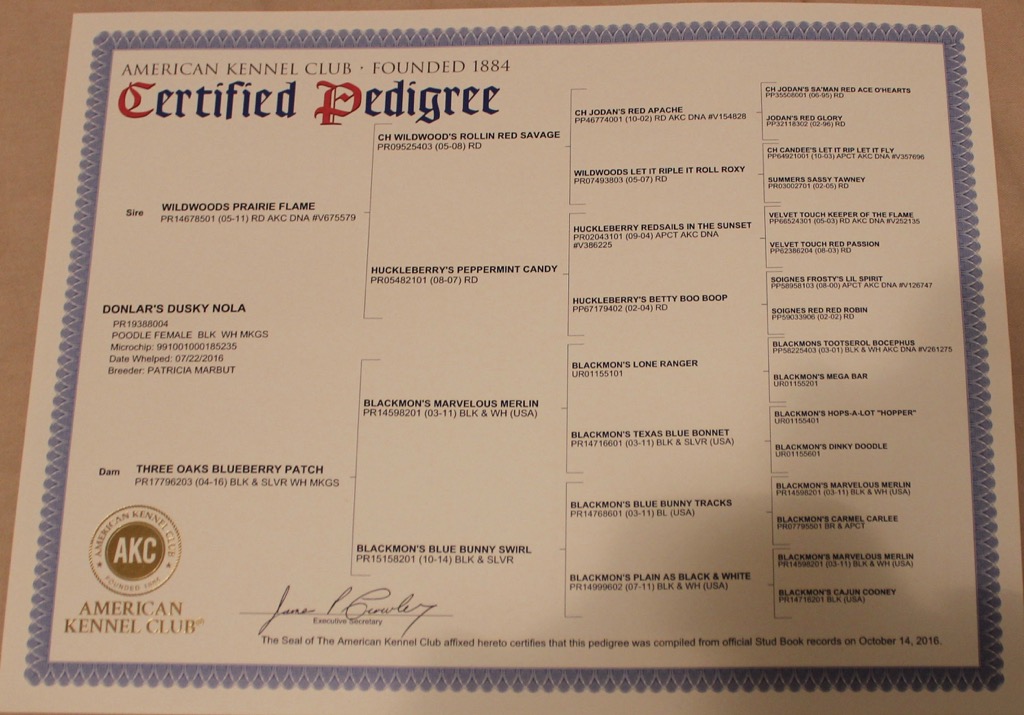 AMERICAN KENNEL CLUB · FOUNDED 1884
Certified Pedigree
Sire
WILDWOODS PRAIRIE FLAME
PR14678501 (05-11) RD AKC DNA #V675579
DONLAR'S DUSKY NOLA
PR19388004
POODLE FEMALE BLK WH MKGS
Microchip: 991001000185235
Date Whelped: 07/22/2016
Breeder: PATRICIA MARBUT
Dam
THREE OAKS BLUEBERRY PATCH
PR17796203 (04-16) BLK & SLVR WH MKGS
CH WILDWOOD'S ROLLIN RED SAVAGE
PR09525403 (05-08) RD
HUCKLEBERRY'S PEPPERMINT CANDY
PR05482101 (08-07) RD
BLACKMON'S MARVELOUS MERLIN
PR14598201 (03-11) BLK & WH (USA)
BLACKMON'S BLUE BUNNY SWIRL
PR15158201 (10-14) BLK & SLVR
CH JODAN'S RED APACHE
PP46774001 (10-02) RD AKC DNA #V154828
WILDWOODS LET IT RIPLE IT ROLL ROXY
PR07493803 (05-07) RD
HUCKLEBERRY REDSAILS IN THE SUNSET
PR02043101 (09-04) APCT AKC DNA
#V386225
HUCKLEBERRY'S BETTY BOO BOOP
PP67179402 (02-04) RD
BLACKMON'S LONE RANGER
UR01155101
BLACKMON'S TEXAS BLUE BONNET
PR14716601 (03-11) BLK & SLVR (USA)
BLACKMON'S BLUE BUNNY TRACKS
PR14768601 (03-11) BL (USA)
BLACKMON'S PLAIN AS BLACK & WHITE
PR14999602 (07-11) BLK & WH (USA)
CH JODAN'S SA'MAN RED ACE O'HEARTS
PP35508001 (06-95) RD
JODAN'S RED GLORY
PP32118302 (02-96) RD
CH CANDEE'S LET IT RIP LET IT FLY
PP64921001 (10-03) APCT AKC DNA #V357696
SUMMERS SASSY TAWNEY
PR03002701 (02-05) RD
VELVET TOUCH KEEPER OF THE FLAME
PP66524301 (05-03) RD AKC DNA #V252135
VELVET TOUCH RED PASSION
PP62386204 (08-03) RD
SOIGNES FROSTY'S LIL SPIRIT
PP58958103 (08-00) APCT AKC DNA #V126747
SOIGNES RED RED ROBIN
PP59033906 (02-02) RD
BLACKMONS TOOTSEROL BOCEPHUS
PP58225403 (03-01) BLK & WH AKC DNA #V261275
BLACKMON'S MEGA BAR
UR01155201
BLACKMON'S HOPS-A-LOT "HOPPER"
UR01155401
BLACKMON'S DINKY DOODLE
UR01155601
BLACKMON'S MARVELOUS MERLIN
PR14598201 (03-11) BLK & WH (USA)
BLACKMON'S CARMEL CARLEE
PR07795501 BR & APCT
BLACKMON'S MARVELOUS MERLIN
PR14598201 (03-11) BLK & WH (USA)
BLACKMON'S CAJUN COONEY
PR14716201 BLK (USA)
AMERICAN KENNEL CLUB
AKC
FOUNDED 1884
AMERICAN
KENNEL CLUB
James P Crowley
Executive Secretary
The Seal of The American Kennel Club affixed hereto certifies that this pedigree was compiled from official Stud Book records on October 14, 2016.